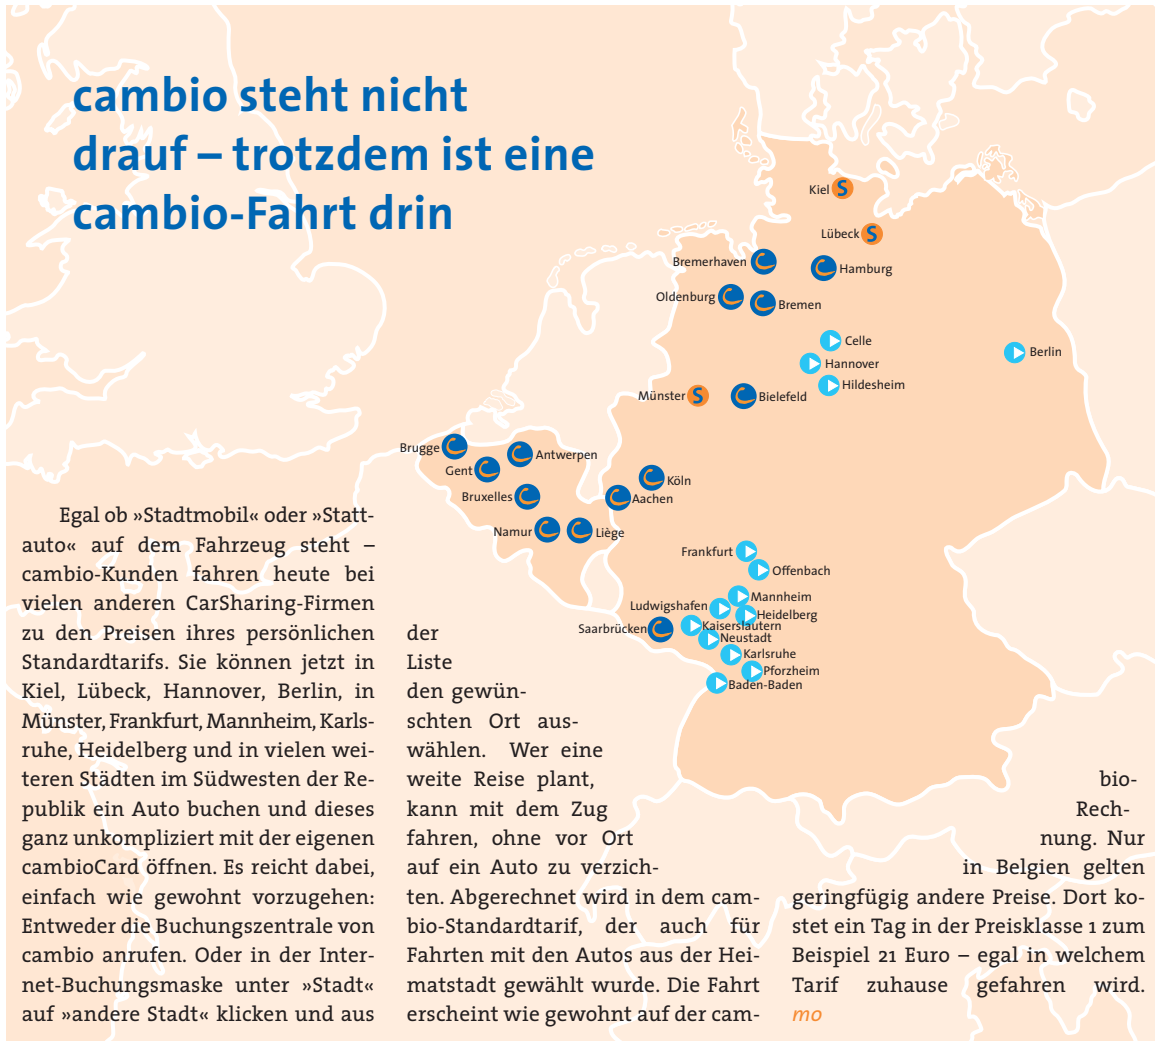 cambio steht nicht
drauf – trotzdem ist eine
cambio-Fahrt drin
Kiel S
Lübeck S
Bremerhaven
Hamburg
Oldenburg
Bremen
Celle
Hannover
Berlin
Hildesheim
Münster S
Bielefeld
Brugge
Antwerpen
Gent
Köln
Bruxelles
Aachen
Namur
Liège
Frankfurt
Offenbach
Mannheim
Ludwigshafen
Heidelberg
Saarbrücken
Kaiserslautern
Neustadt
Karlsruhe
Pforzheim
Baden-Baden
Egal ob »Stadtmobil« oder »Statt-
auto« auf dem Fahrzeug steht –
cambio-Kunden fahren heute bei
vielen anderen CarSharing-Firmen
zu den Preisen ihres persönlichen
Standardtarifs. Sie können jetzt in
Kiel, Lübeck, Hannover, Berlin, in
Münster, Frankfurt, Mannheim, Karls-
ruhe, Heidelberg und in vielen wei-
teren Städten im Südwesten der Re-
publik ein Auto buchen und dieses
ganz unkompliziert mit der eigenen
cambioCard öffnen. Es reicht dabei,
einfach wie gewohnt vorzugehen:
Entweder die Buchungszentrale von
cambio anrufen. Oder in der Inter-
net-Buchungsmaske unter »Stadt«
auf »andere Stadt« klicken und aus
der
Liste
den gewün-
schten Ort aus-
wählen. Wer eine
weite Reise plant,
kann mit dem Zug
fahren, ohne vor Ort
auf ein Auto zu verzich-
ten. Abgerechnet wird in dem cam-
bio-Standardtarif, der auch für
Fahrten mit den Autos aus der Hei-
matstadt gewählt wurde. Die Fahrt
erscheint wie gewohnt auf der cam-
bio-
Rech-
nung. Nur
in Belgien gelten
geringfügig andere Preise. Dort ko-
stet ein Tag in der Preisklasse 1 zum
Beispiel 21 Euro – egal in welchem
Tarif zuhause gefahren wird.
mo